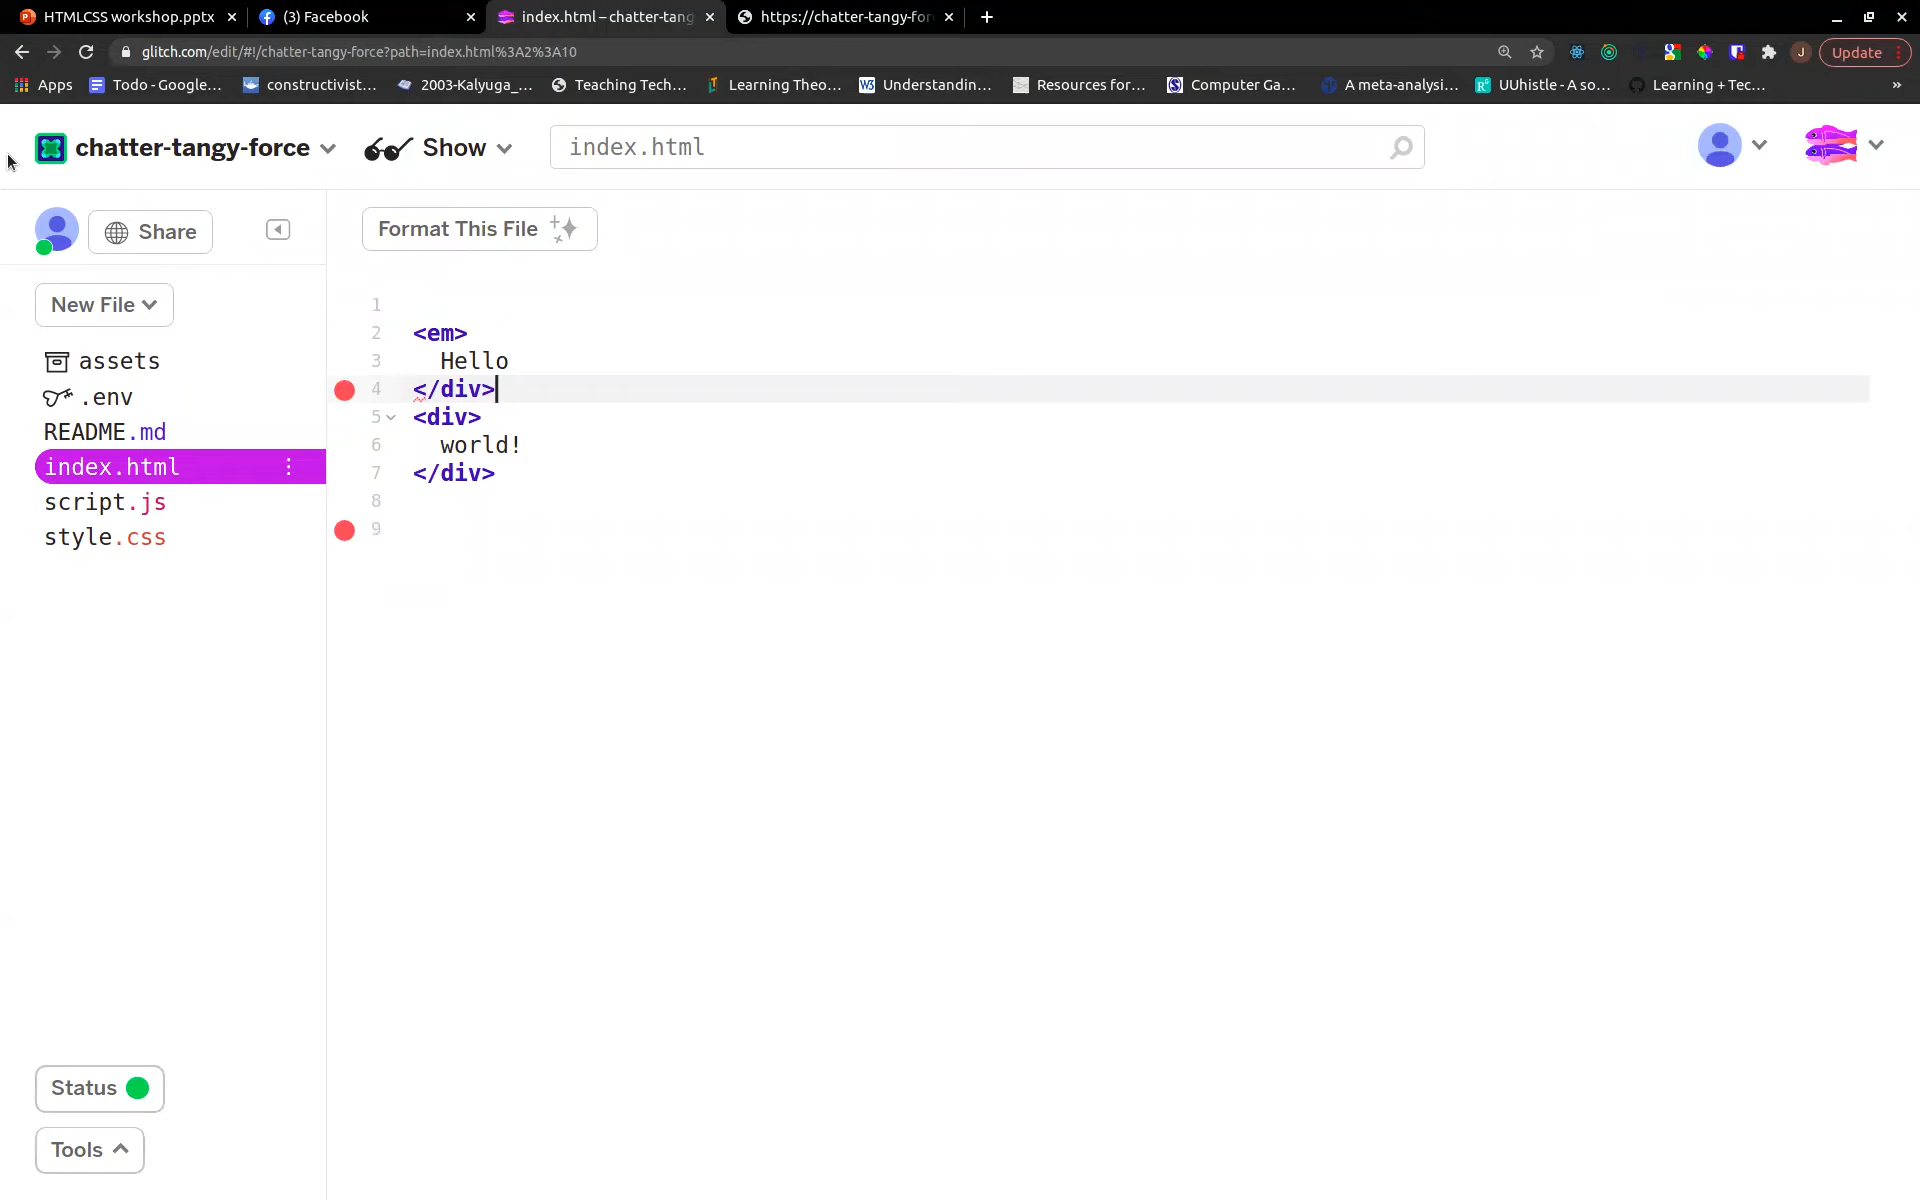 HTMLCSS workshop.pptx
(3) Facebook
index.html – chatter-tang
https://chatter-tangy-for
glitch.com/edit/#!/chatter-tangy-force?path=index.html%3A2%3A10
J
Update
Apps
Todo - Google...
constructivist...
2003-Kalyuga_...
Teaching Tech...
Learning Theo...
Understandin...
Resources for...
Computer Ga...
A meta-analysi...
UUhistle - A so...
Learning + Tec...
»
chatter-tangy-force
Show
index.html
Share
Format This File
New File
assets
.env
README.md
index.html
script.js
style.css
1
2 <em>
3 Hello
4 </div>
5 <div>
6 world!
7 </div>
8
9
Status
Tools